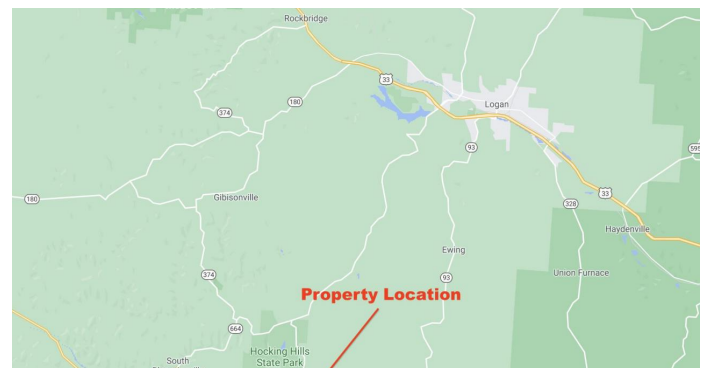 Rockbridge
33
Logan
180
374
93
595
180
Gibisonville
328
33
Haydenville
Ewing
374
93
Union Furnace
Property Location
664
Hocking Hills
State Park
South